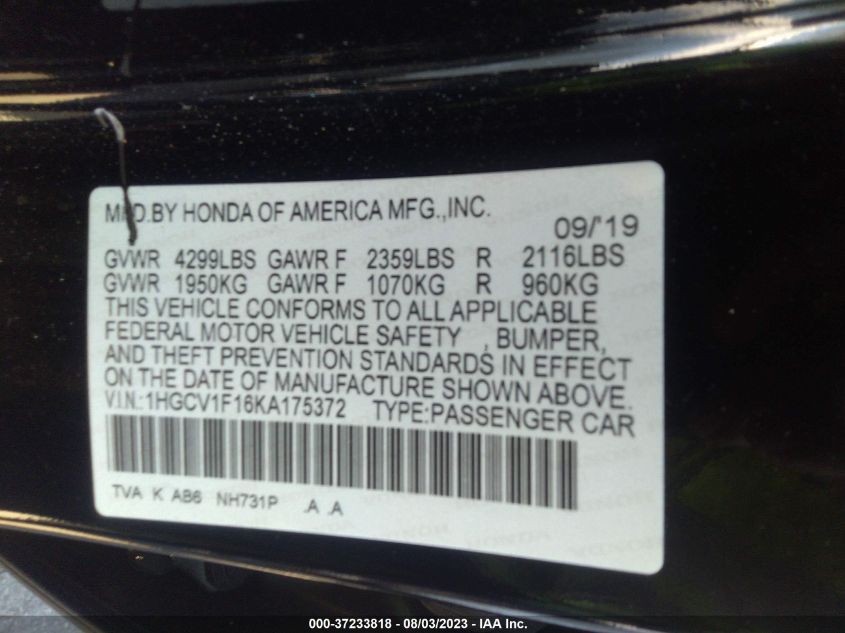 MFD.BY HONDA OF AMERICA MFG.,INC.
09/'19
GVWR 4299LBS GAWR F 2359LBS R 2116LBS
GVWR 1950KG GAWR F 1070KG R 960KG
THIS VEHICLE CONFORMS TO ALL APPLICABLE
FEDERAL MOTOR VEHICLE SAFETY , BUMPER,
AND THEFT PREVENTION STANDARDS IN EFFECT
ON THE DATE OF MANUFACTURE SHOWN ABOVE.
V.I.N.:1HGCV1F16KA175372 TYPE:PASSENGER CAR
TVA K AB6 NH731P .A .A
000-37233818 - 08/03/2023 - IAA Inc.